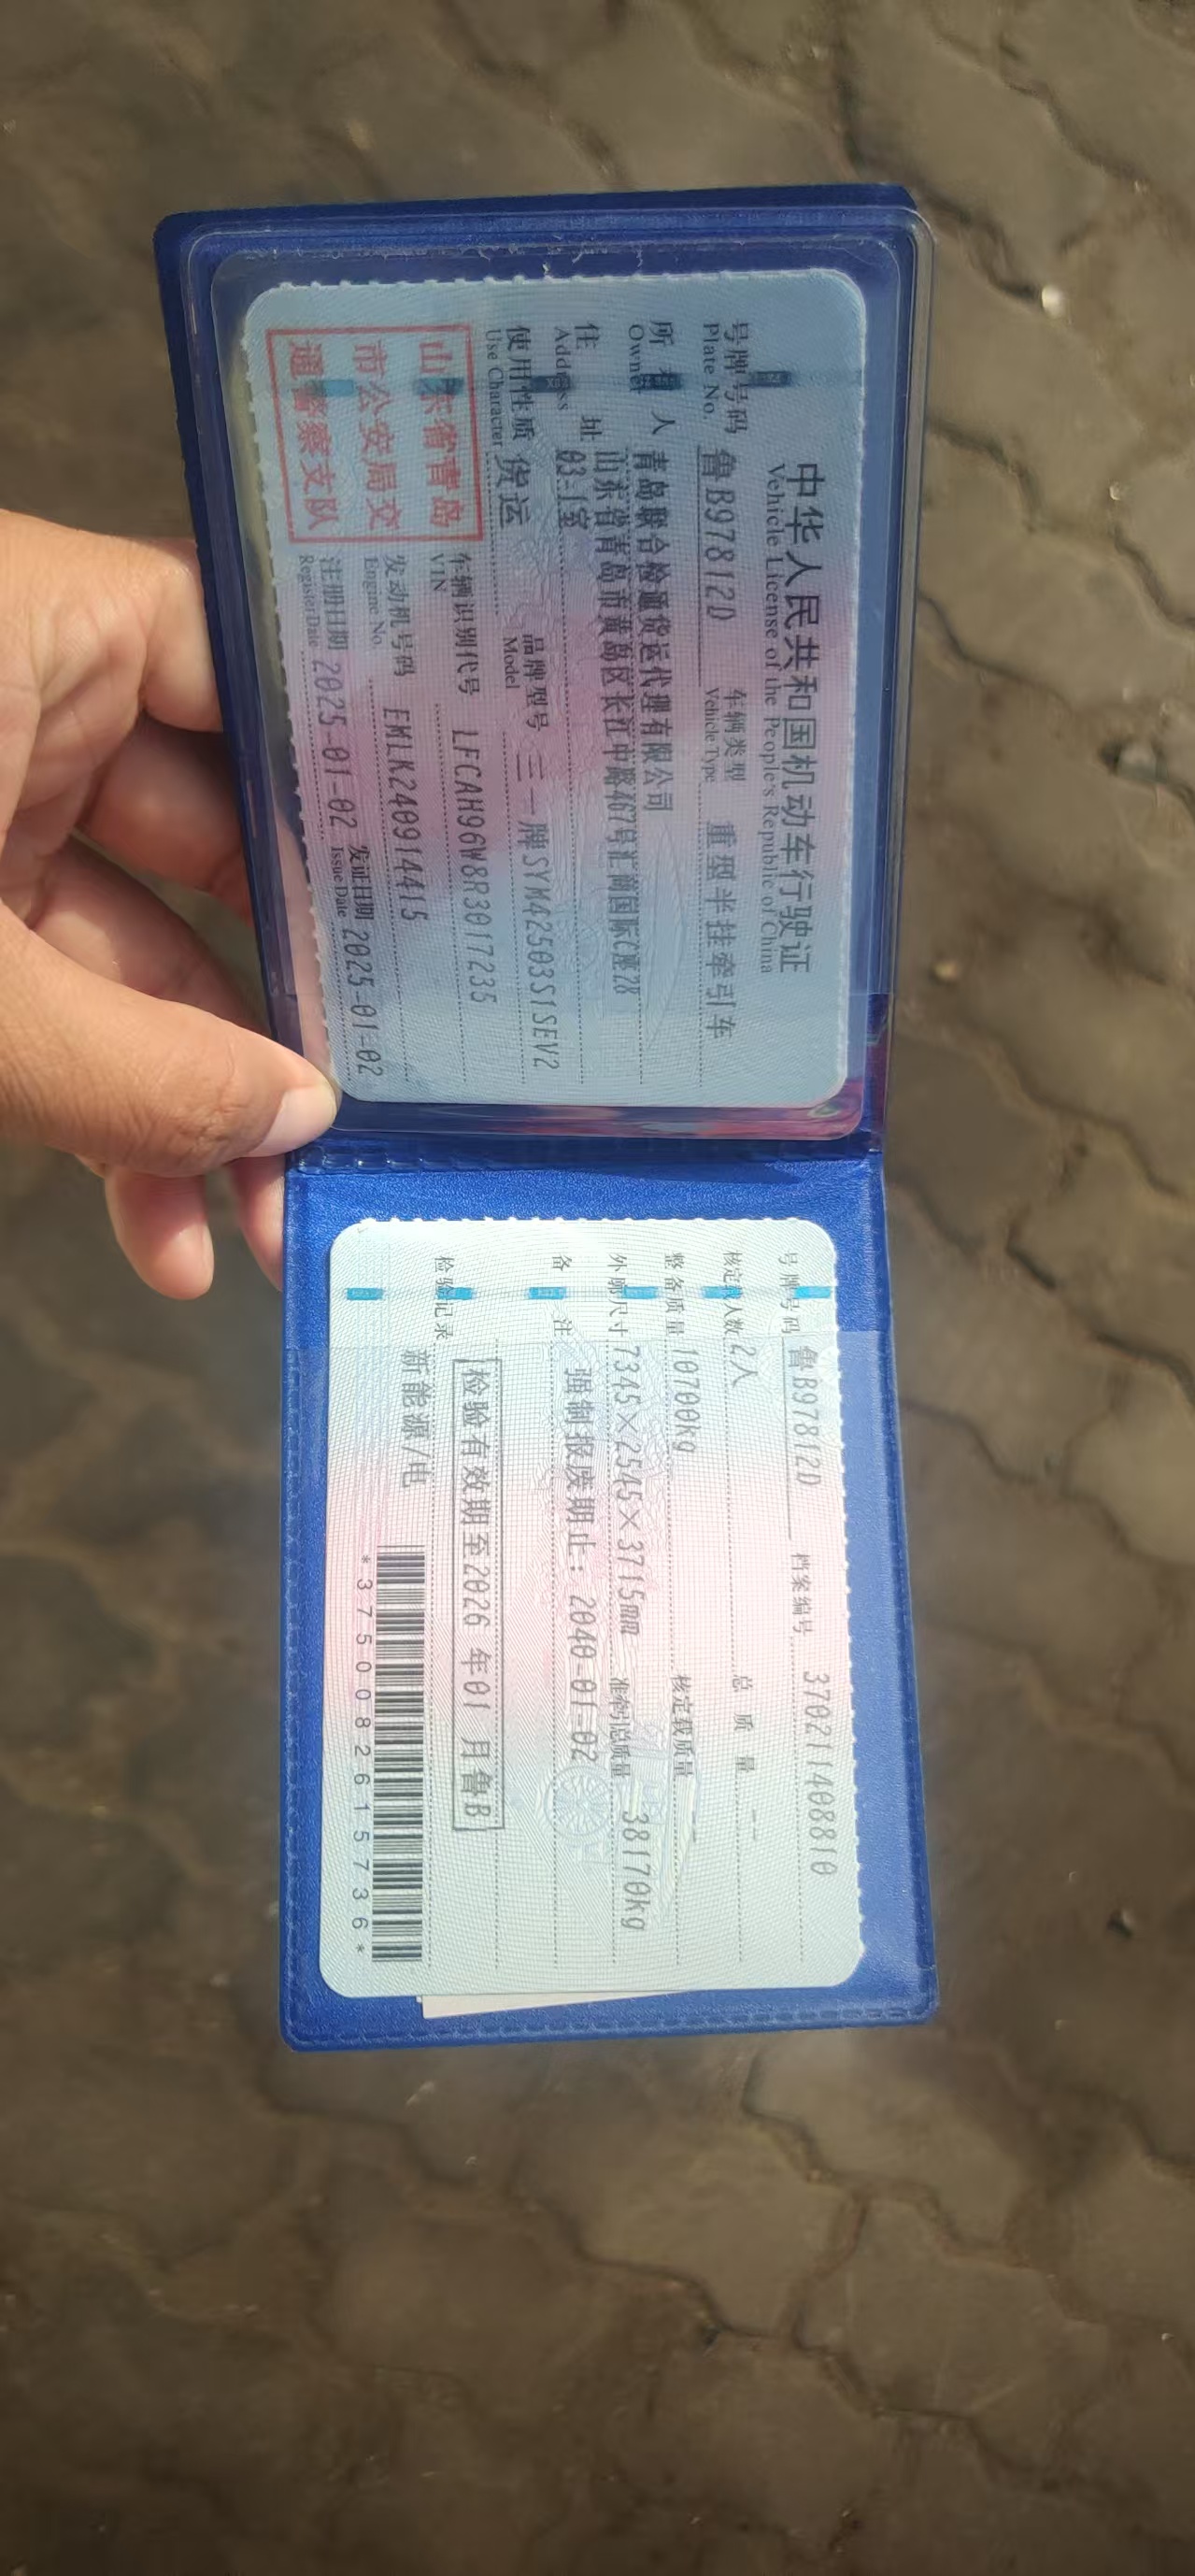 中华人民共和国机动车行驶证
Vehicle License of the People's Republic of China
号牌号码 鲁B97812D 车辆类型 重型半挂牵引车
Plate No. Vehicle Type
所有人 青岛联合检通货运代理有限公司
Owner
住址 山东省青岛市黄岛区长江中路467号汇商国际C座28
Address 03-1室
使用性质 货运 品牌型号 三一牌SYM42503S1SEV2
Use Character Model
山东省青岛
市公安局交
通警察支队
车辆识别代号 LFCAH96W8R3017235
VIN
发动机号码 FMLK240914415
Engine No.
注册日期 2025-01-02 发证日期 2025-01-02
Register Date Issue Date
号牌号码 鲁B97812D 档案编号 370211408810
核定载人数 2人 总质量 --
整备质量 10700kg 核定载质量 --
外廓尺寸 7345×2545×3715mm 准牵引总质量 38170kg
备注 强制报废期止：2040-01-02
检验有效期至2026 年01 月鲁B
检验记录
新能源/电
*3750082615736*